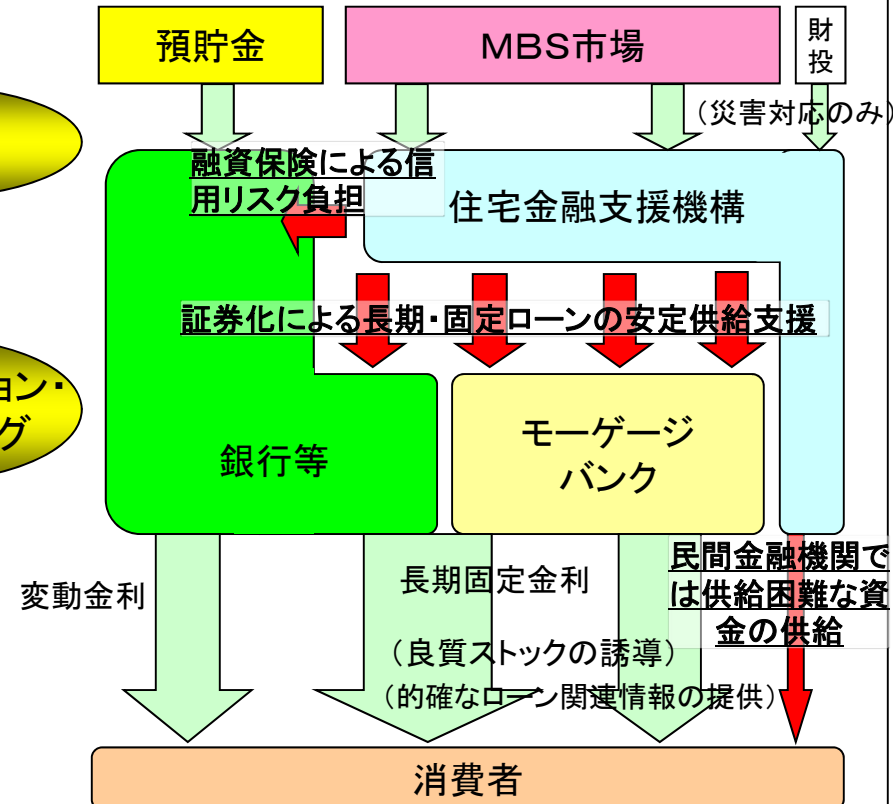 預貯金
MBS市場
財
投
(災害対応のみ)
融資保険による信
用リスク負担
住宅金融支援機構
証券化による長期・固定ローンの安定供給支援
ョン・
グ
銀行等
モーゲージ
バンク
変動金利
長期固定金利
民間金融機関で
は供給困難な資
金の供給
(良質ストックの誘導)
(的確なローン関連情報の提供)
消費者